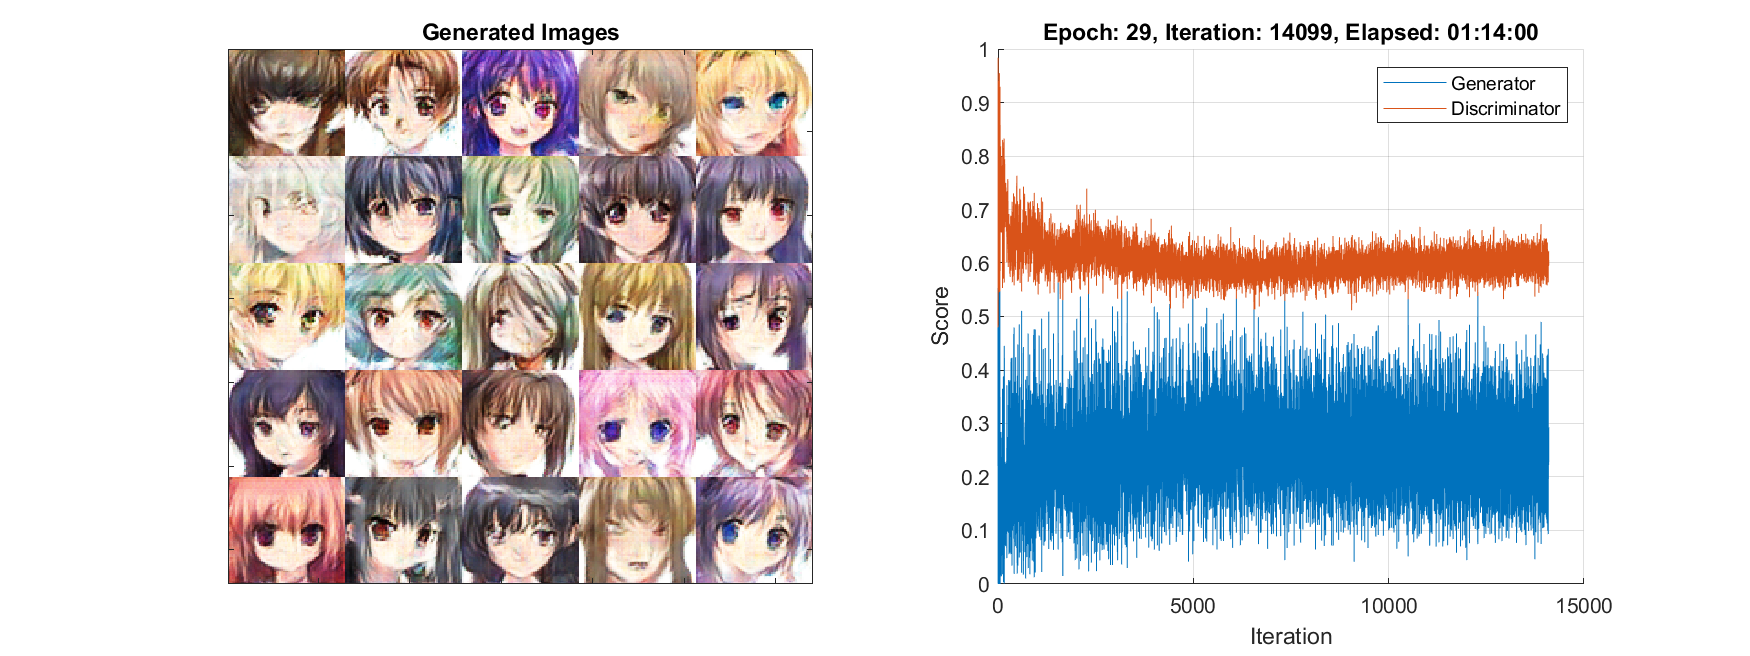 Generated Images
Epoch: 29, Iteration: 14099, Elapsed: 01:14:00
Generator
Discriminator
1
0.9
0.8
0.7
0.6
0.5
0.4
0.3
0.2
0.1
0
Score
0
5000
10000
15000
Iteration